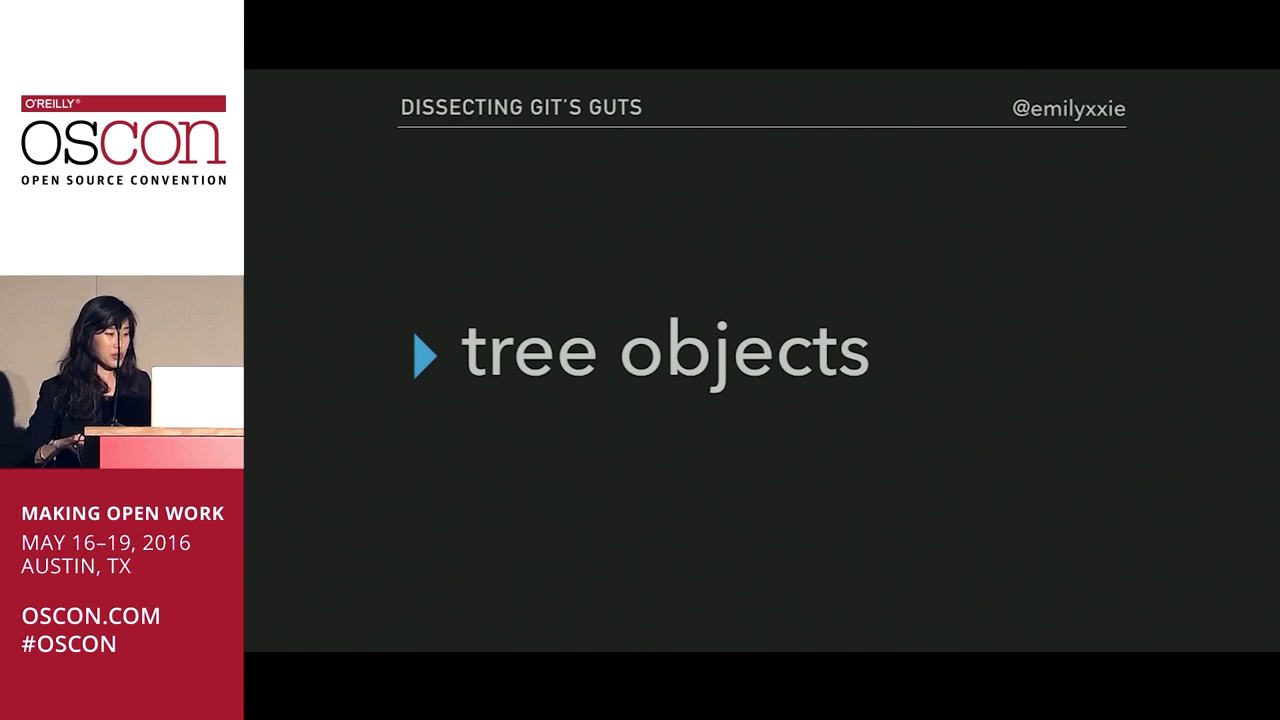 O'REILLY®
OSCON
OPEN SOURCE CONVENTION
MAKING OPEN WORK
MAY 16–19, 2016
AUSTIN, TX
OSCON.COM
#OSCON
DISSECTING GIT'S GUTS
@emilyxxie
tree objects